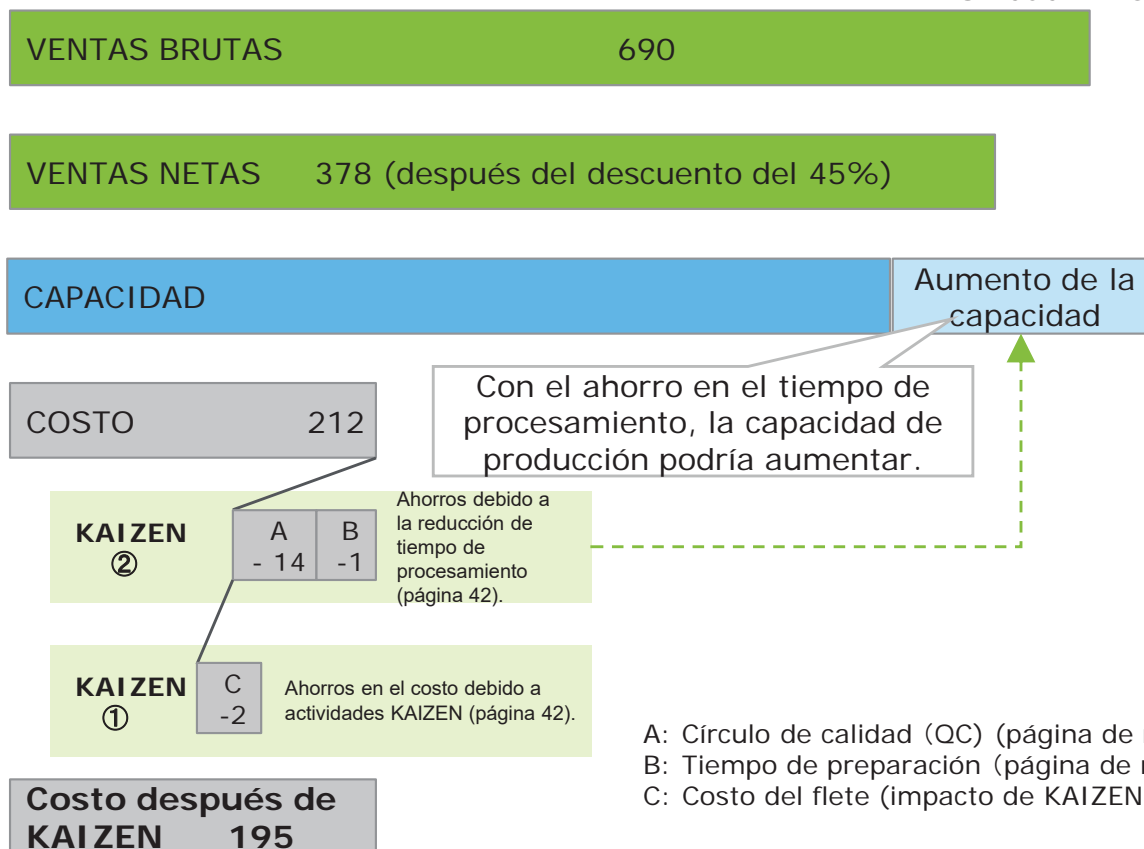 VENTAS BRUTAS 690
VENTAS NETAS 378 (después del descuento del 45%)
CAPACIDAD
Aumento de la
capacidad
Con el ahorro en el tiempo de
procesamiento, la capacidad de
producción podría aumentar.
COSTO 212
KAIZEN
②
A
- 14
B
-1
Ahorros debido a
la reducción de
tiempo de
procesamiento
(página 42).
KAIZEN
①
C
-2
Ahorros en el costo debido a
actividades KAIZEN (página 42).
A: Círculo de calidad (QC) (página de
B: Tiempo de preparación (página de
C: Costo del flete (impacto de KAIZEN
Costo después de
KAIZEN 195